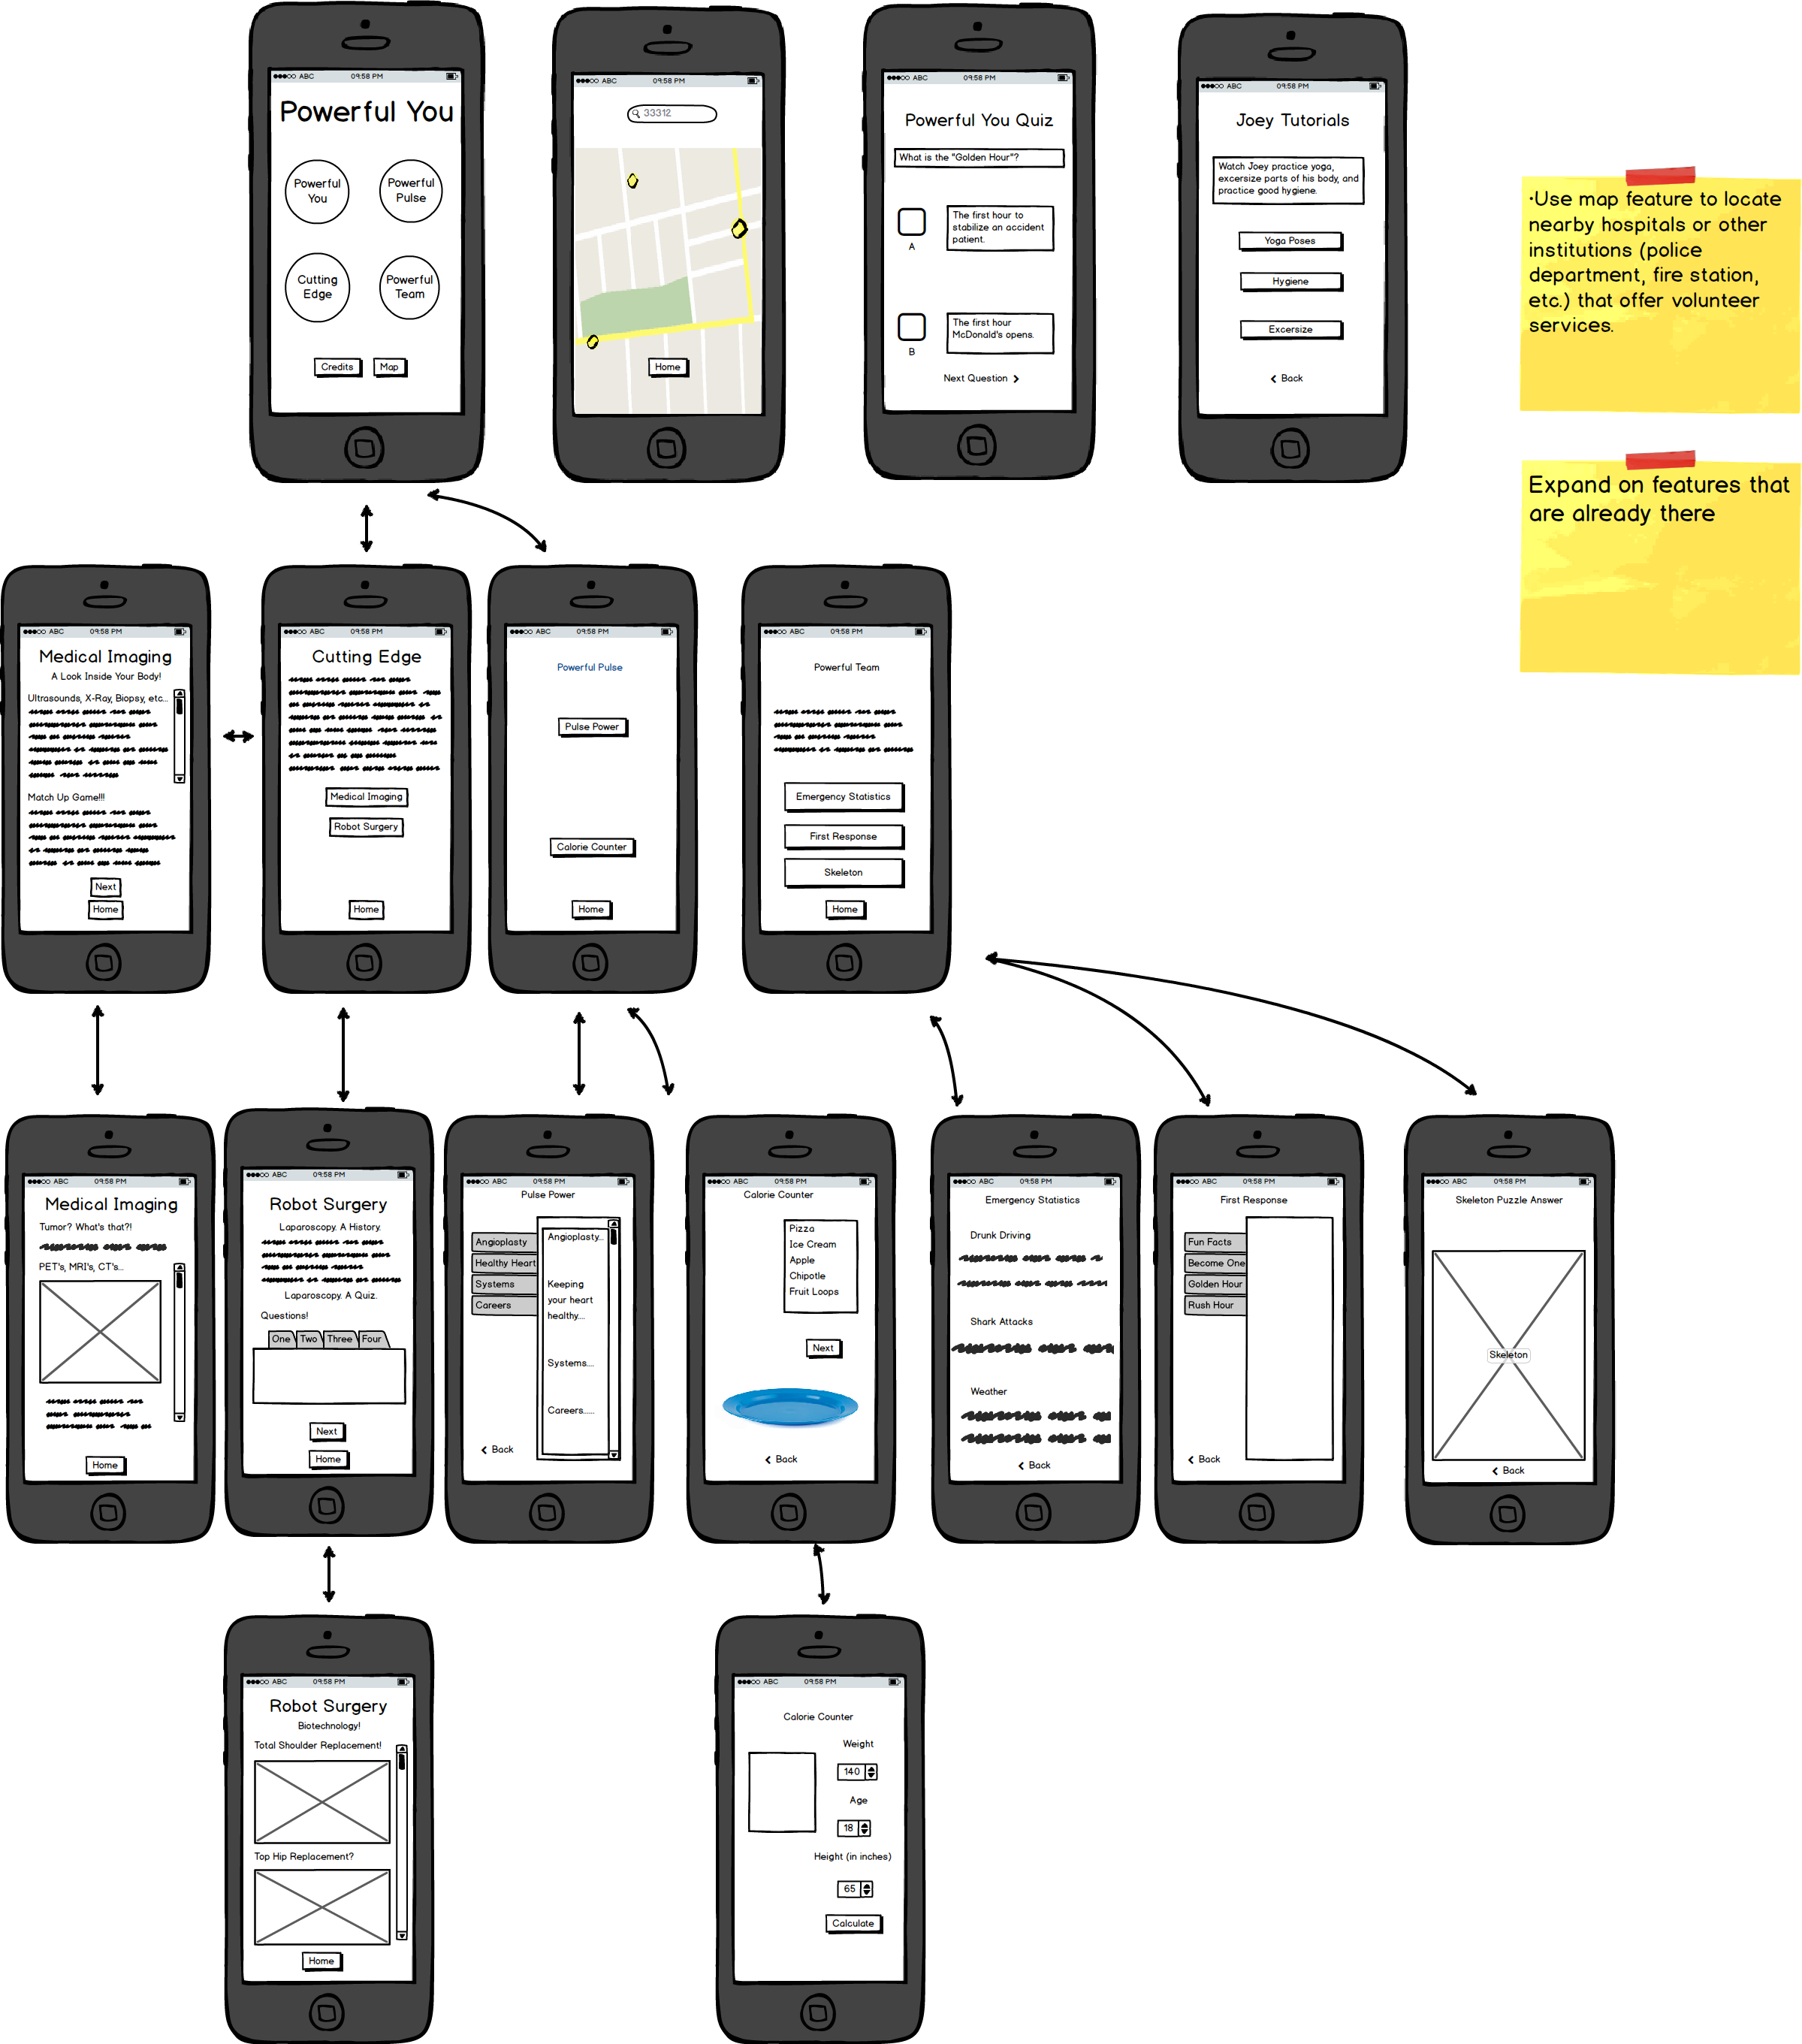 ●●●○○ ABC 09:58 PM
Powerful You
Powerful
You
Powerful
Pulse
Cutting
Edge
Powerful
Team
Credits
Map
●●●○○ ABC 09:58 PM
33312
Home
●●●○○ ABC 09:58 PM
Powerful You Quiz
What is the "Golden Hour"?
A
The first hour to
stabilize an accident
patient.
B
The first hour
McDonald's opens.
Next Question >
●●●○○ ABC 09:58 PM
Joey Tutorials
Watch Joey practice yoga,
excersize parts of his body, and
practice good hygiene.
Yoga Poses
Hygiene
Excersize
< Back
•Use map feature to locate
nearby hospitals or other
institutions (police
department, fire station,
etc.) that offer volunteer
services.
Expand on features that
are already there
●●●○○ ABC 09:58 PM
Medical Imaging
A Look Inside Your Body!
Ultrasounds, X-Ray, Biopsy, etc...
Match Up Game!!!
Next
Home
●●●○○ ABC 09:58 PM
Cutting Edge
Medical Imaging
Robot Surgery
Home
●●●○○ ABC 09:58 PM
Powerful Pulse
Pulse Power
Calorie Counter
Home
●●●○○ ABC 09:58 PM
Powerful Team
Emergency Statistics
First Response
Skeleton
Home
●●●○○ ABC 09:58 PM
Medical Imaging
Tumor? What's that?!
PET's, MRI's, CT's...
Home
●●●○○ ABC 09:58 PM
Robot Surgery
Laparoscopy. A History.
Laparoscopy. A Quiz.
Questions!
One Two Three Four
Next
Home
●●●○○ ABC 09:58 PM
Pulse Power
Angioplasty
Healthy Heart
Systems
Careers
Angioplasty...
Keeping
your heart
healthy....
Systems....
Careers.....
< Back
●●●○○ ABC 09:58 PM
Calorie Counter
Pizza
Ice Cream
Apple
Chipotle
Fruit Loops
Next
< Back
●●●○○ ABC 09:58 PM
Emergency Statistics
Drunk Driving
Shark Attacks
Weather
< Back
●●●○○ ABC 09:58 PM
First Response
Fun Facts
Become One
Golden Hour
Rush Hour
< Back
●●●○○ ABC 09:58 PM
Skeleton Puzzle Answer
Skeleton
< Back
●●●○○ ABC 09:58 PM
Robot Surgery
Biotechnology!
Total Shoulder Replacement!
Top Hip Replacement?
Home
●●●○○ ABC 09:58 PM
Calorie Counter
Weight
140
Age
18
Height (in inches)
65
Calculate